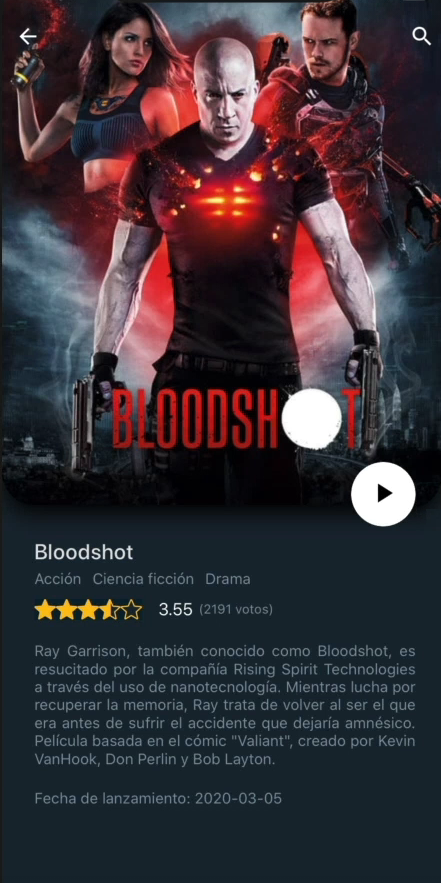 BLOODSH T
Bloodshot
Acción Ciencia ficción Drama
3.55 (2191 votos)
Ray Garrison, también conocido como Bloodshot, es
resucitado por la compañía Rising Spirit Technologies
a través del uso de nanotecnología. Mientras lucha por
recuperar la memoria, Ray trata de volver al ser el que
era antes de sufrir el accidente que dejaría amnésico.
Película basada en el cómic "Valiant", creado por Kevin
VanHook, Don Perlin y Bob Layton.
Fecha de lanzamiento: 2020-03-05